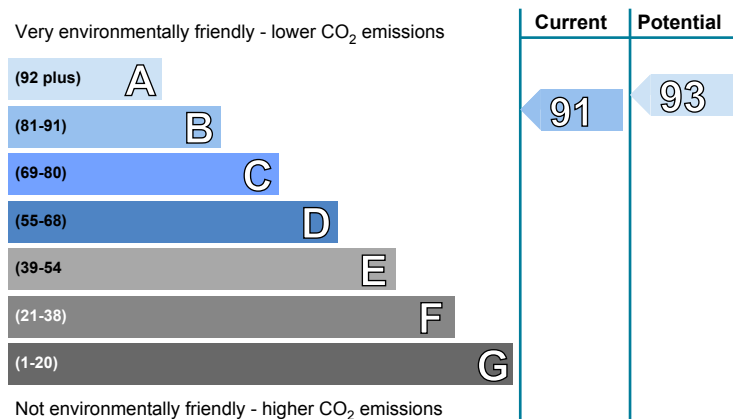 Very environmentally friendly - lower CO₂ emissions
Current
Potential
(92 plus) A
(81-91) B
(69-80) C
(55-68) D
(39-54 E
(21-38) F
(1-20) G
91
93
Not environmentally friendly - higher CO₂ emissions